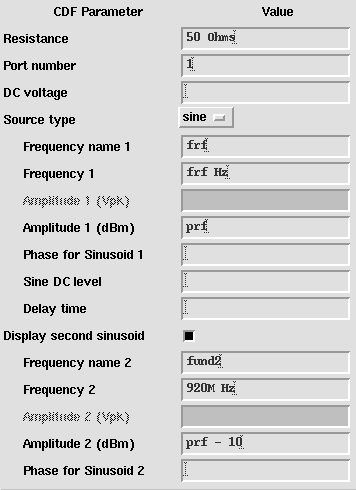 CDF Parameter Value
Resistance 50 Ohms
Port number 1
DC voltage
Source type sine
Frequency name 1 frf
Frequency 1 frf Hz
Amplitude 1 (Vpk)
Amplitude 1 (dBm) prf
Phase for Sinusoid 1
Sine DC level
Delay time
Display second sinusoid
Frequency name 2 fund2
Frequency 2 920M Hz
Amplitude 2 (Vpk)
Amplitude 2 (dBm) prf - 10
Phase for Sinusoid 2